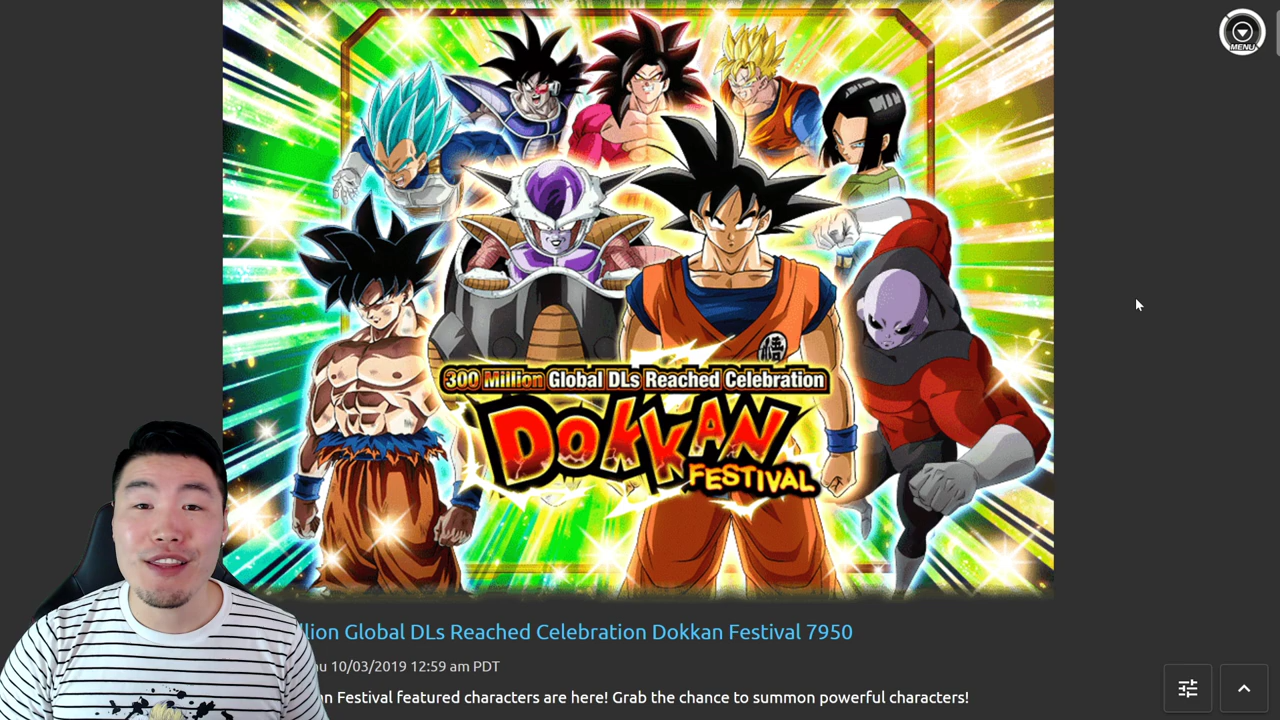 MENU
悟
300 Million Global DLs Reached Celebration
DOKKAN
FESTIVAL
Global DLs Reached Celebration Dokkan Festival 7950
10/03/2019 12:59 am PDT
Festival featured characters are here! Grab the chance to summon powerful characters!